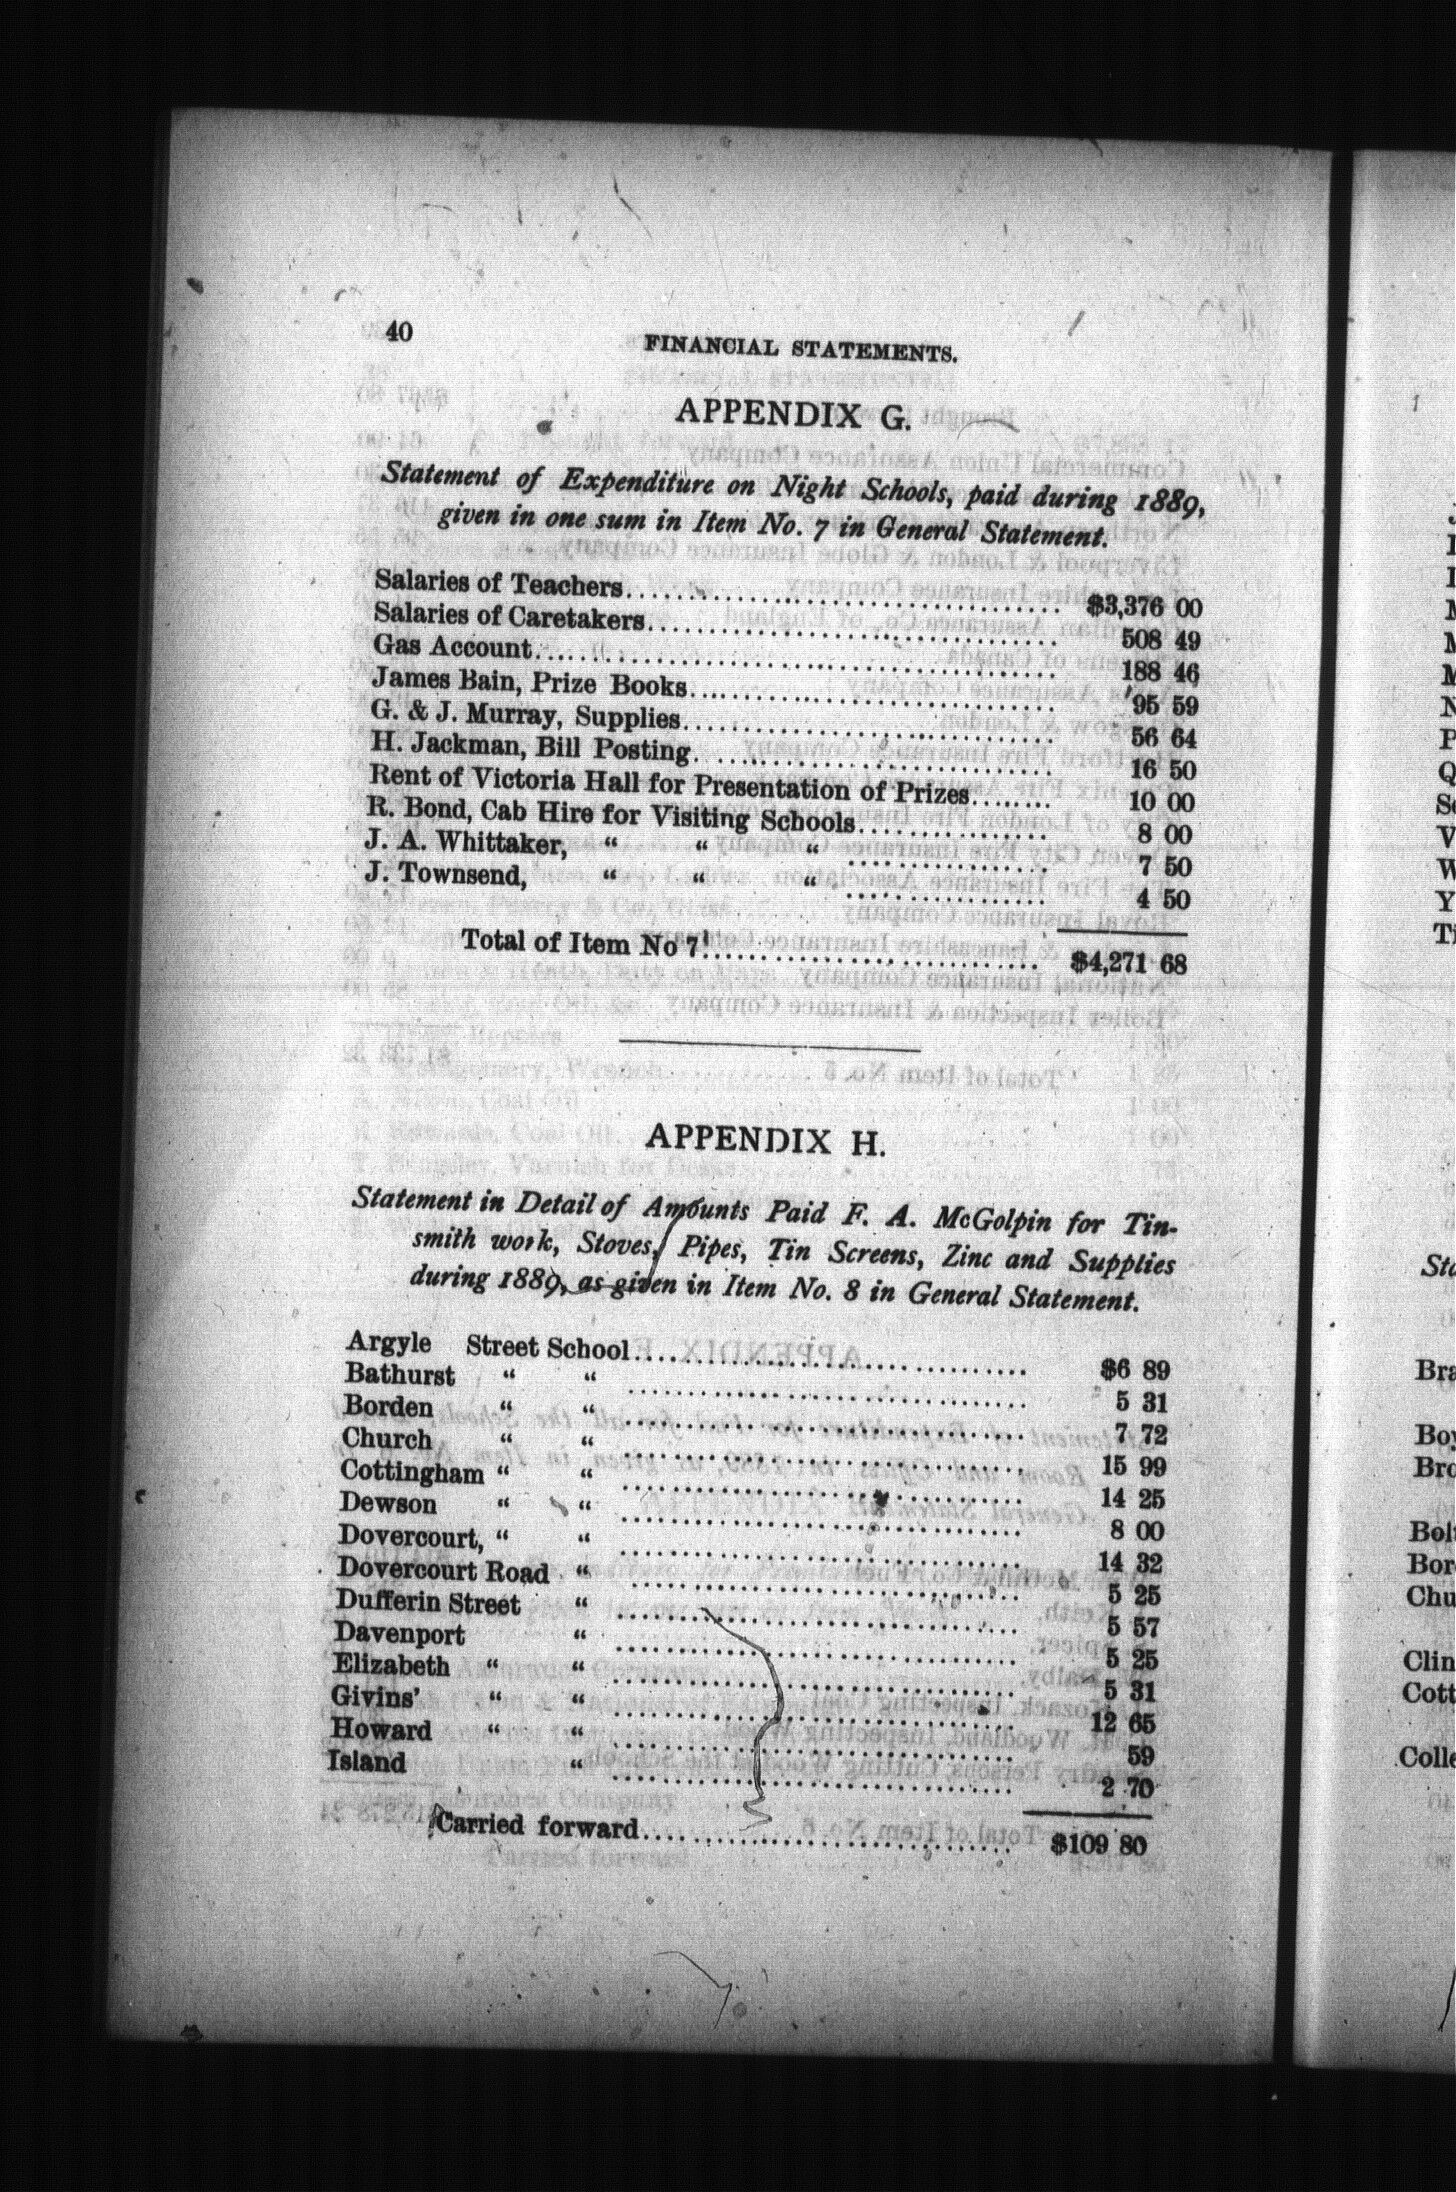 40
FINANCIAL STATEMENTS.
APPENDIX G.
Statement of Expenditure on Night Schools, paid during 1889,
given in one sum in Item No. 7 in General Statement.
Salaries of Teachers........................................ $3,376 00
Salaries of Caretakers...................................... 508 49
Gas Account................................................. 188 46
James Bain, Prize Books..................................... 95 59
G. & J. Murray, Supplies.................................... 56 64
H. Jackman, Bill Posting.................................... 16 50
Rent of Victoria Hall for Presentation of Prizes........ 10 00
R. Bond, Cab Hire for Visiting Schools.................. 8 00
J. A. Whittaker, “ “ “ .................. 7 50
J. Townsend, “ “ “ .................. 4 50
Total of Item No 7.............................. $4,271 68
APPENDIX H.
Statement in Detail of Amounts Paid F. A. McGolpin for Tin-
smith work, Stoves, Pipes, Tin Screens, Zinc and Supplies
during 1889, as given in Item No. 8 in General Statement.
Argyle Street School.................................... $6 89
Bathurst “ “ .................................... 5 31
Borden “ “ .................................... 7 72
Church “ “ .................................... 15 99
Cottingham “ “ .................................... 14 25
Dewson “ “ .................................... 8 00
Dovercourt, “ “ .................................... 14 32
Dovercourt Road “ .................................... 5 25
Dufferin Street “ .................................... 5 57
Davenport “ .................................... 5 25
Elizabeth “ “ .................................... 5 31
Givins’ “ “ .................................... 12 65
Howard “ “ .................................... 59
Island “ .................................... 2 70
Carried forward.................................. $109 80